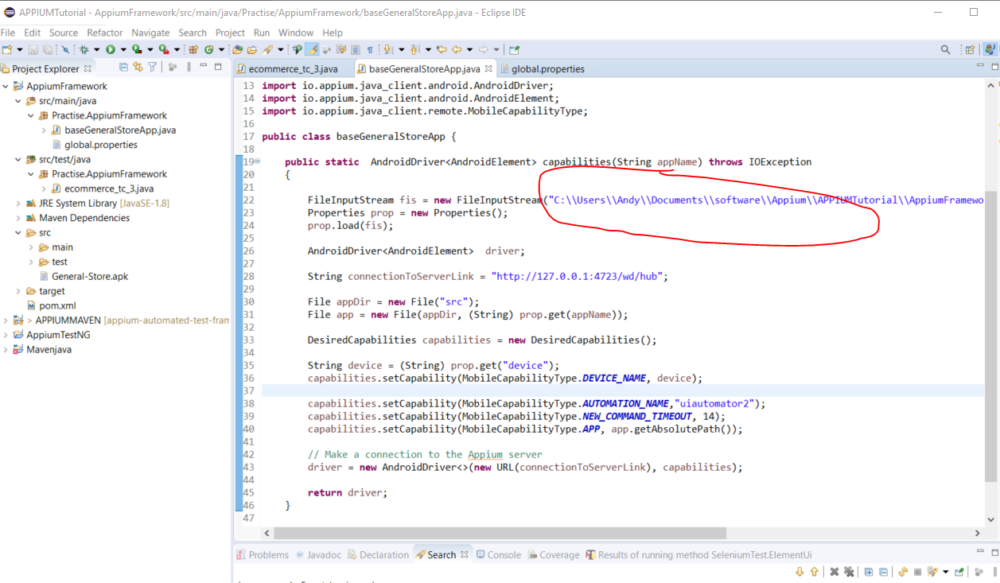 APPIUMTutorial - AppiumFramework/src/main/java/Practise/AppiumFramework/baseGeneralStoreApp.java - Eclipse IDE
File Edit Source Refactor Navigate Search Project Run Window Help
Project Explorer
AppiumFramework
src/main/java
Practise.AppiumFramework
baseGeneralStoreApp.java
global.properties
src/test/java
Practise.AppiumFramework
ecommerce_tc_3.java
JRE System Library [JavaSE-1.8]
Maven Dependencies
src
main
test
General-Store.apk
target
pom.xml
> APPIUMMAVEN [appium-automated-test-fran
AppiumTestNG
Mavenjava
ecommerce_tc_3.java baseGeneralStoreApp.java global.properties
13 import io.appium.java_client.android.AndroidDriver;
14 import io.appium.java_client.android.AndroidElement;
15 import io.appium.java_client.remote.MobileCapabilityType;
16
17 public class baseGeneralStoreApp {
18
19 public static AndroidDriver<AndroidElement> capabilities(String appName) throws IOException
20 {
21
22 FileInputStream fis = new FileInputStream("C:\\Users\\Andy\\Documents\\software\\Appium\\APPIUMTutorial\\AppiumFramewo
23 Properties prop = new Properties();
24 prop.load(fis);
25
26 AndroidDriver<AndroidElement> driver;
27
28 String connectionToServerLink = "http://127.0.0.1:4723/wd/hub";
29
30 File appDir = new File("src");
31 File app = new File(appDir, (String) prop.get(appName));
32
33 DesiredCapabilities capabilities = new DesiredCapabilities();
34
35 String device = (String) prop.get("device");
36 capabilities.setCapability(MobileCapabilityType.DEVICE_NAME, device);
37
38 capabilities.setCapability(MobileCapabilityType.AUTOMATION_NAME,"uiautomator2");
39 capabilities.setCapability(MobileCapabilityType.NEW_COMMAND_TIMEOUT, 14);
40 capabilities.setCapability(MobileCapabilityType.APP, app.getAbsolutePath());
41
42 // Make a connection to the Appium server
43 driver = new AndroidDriver<>(new URL(connectionToServerLink), capabilities);
44
45 return driver;
46 }
47
Problems Javadoc Declaration Search Console Coverage Results of running method SeleniumTest.ElementUi